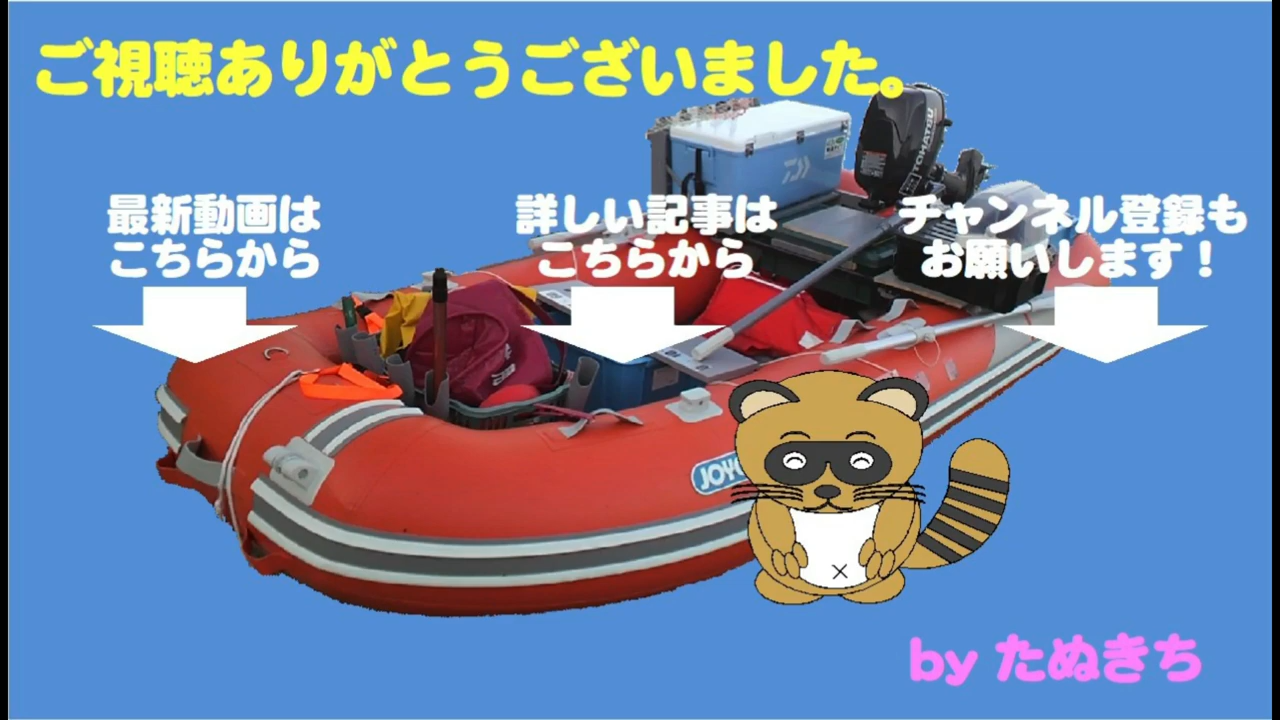 ご視聴ありがとうございました。
最新動画は
こちらから
詳しい記事は
こちらから
チャンネル登録も
お願いします!
TOHATSU
by たぬきち